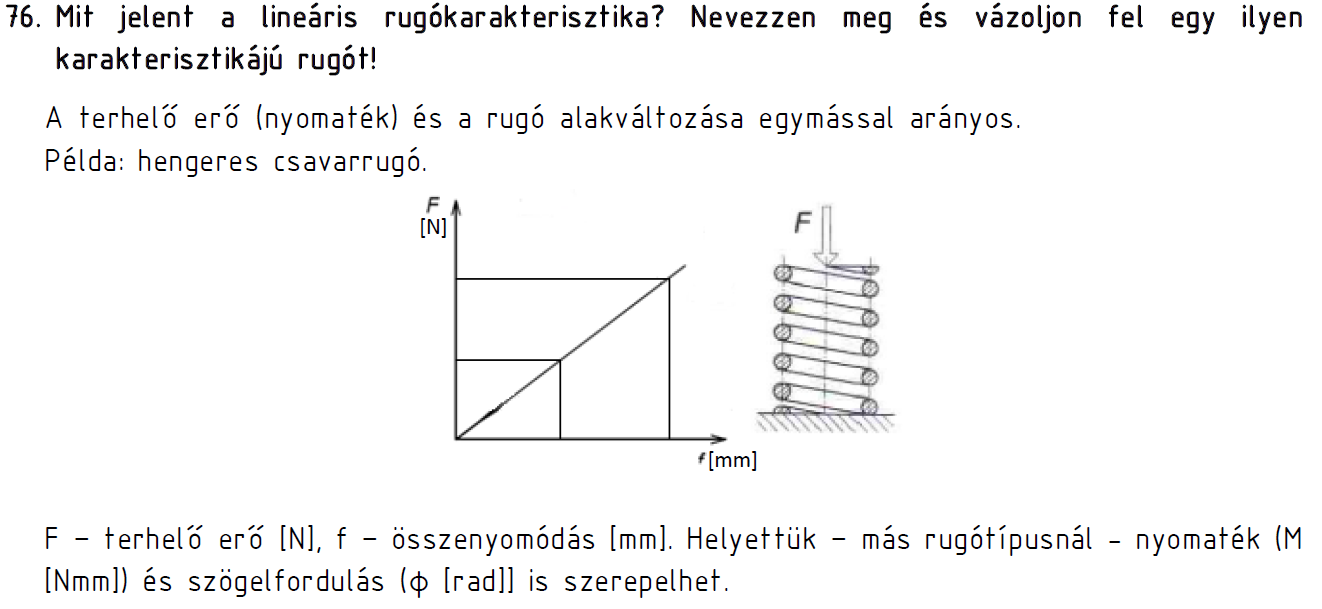 76. Mit jelent a lineáris rugókarakterisztika? Nevezzen meg és vázoljon fel egy ilyen
karakterisztikájú rugót!
A terhelő erő (nyomaték) és a rugó alakváltozása egymással arányos.
Példa: hengeres csavarrugó.
F
[N]
F
f [mm]
F – terhelő erő [N], f – összenyomódás [mm]. Helyettük – más rugótípusnál – nyomaték (M
[Nmm]) és szögelfordulás (ϕ [rad]] is szerepelhet.